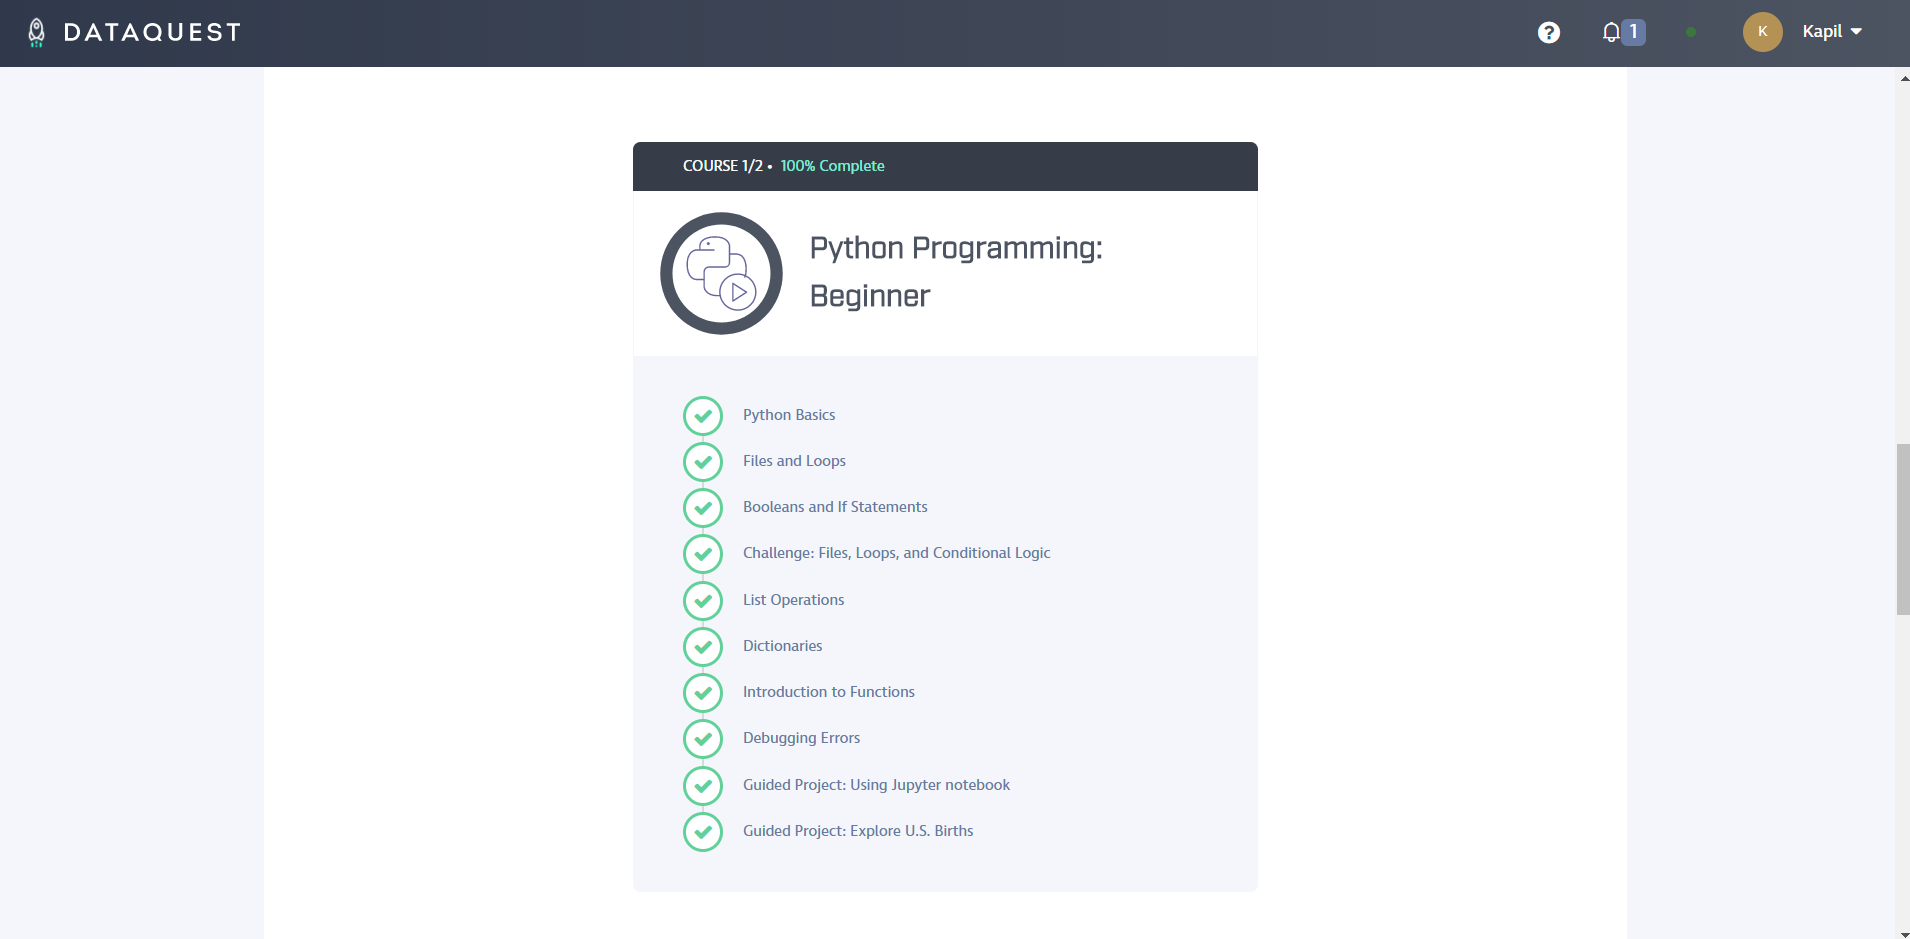 DATAQUEST
? 1 K Kapil
COURSE 1/2 • 100% Complete
Python Programming:
Beginner
Python Basics
Files and Loops
Booleans and If Statements
Challenge: Files, Loops, and Conditional Logic
List Operations
Dictionaries
Introduction to Functions
Debugging Errors
Guided Project: Using Jupyter notebook
Guided Project: Explore U.S. Births